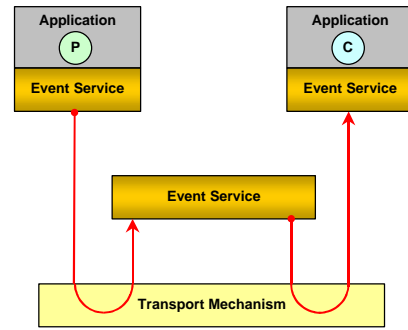 Application
P
Event Service
Application
C
Event Service
Event Service
Transport Mechanism